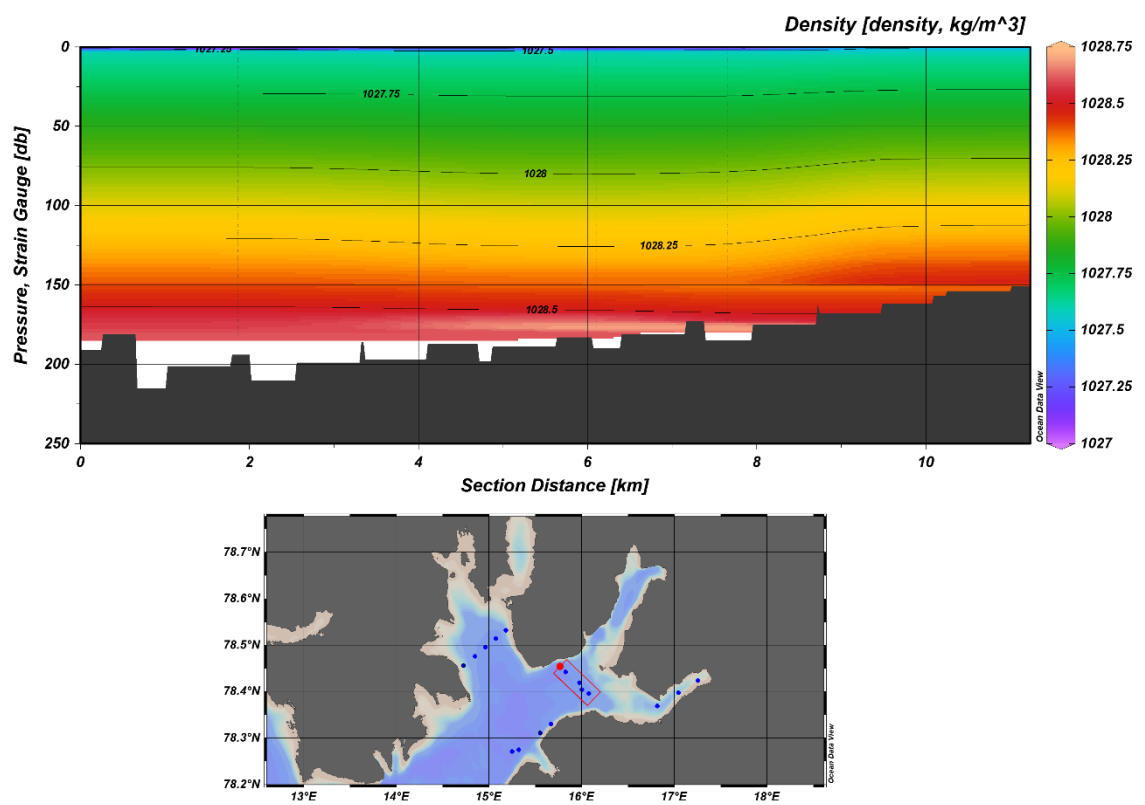 Density [density, kg/m^3]
Pressure, Strain Gauge [db]
0
50
100
150
200
250
1027.25
1027.5
1027.75
1028
1028.25
1028.5
0
2
4
6
8
10
Section Distance [km]
Ocean Data View
1028.75
1028.5
1028.25
1028
1027.75
1027.5
1027.25
1027
78.7°N
78.6°N
78.5°N
78.4°N
78.3°N
78.2°N
13°E
14°E
15°E
16°E
17°E
18°E
Ocean Data View